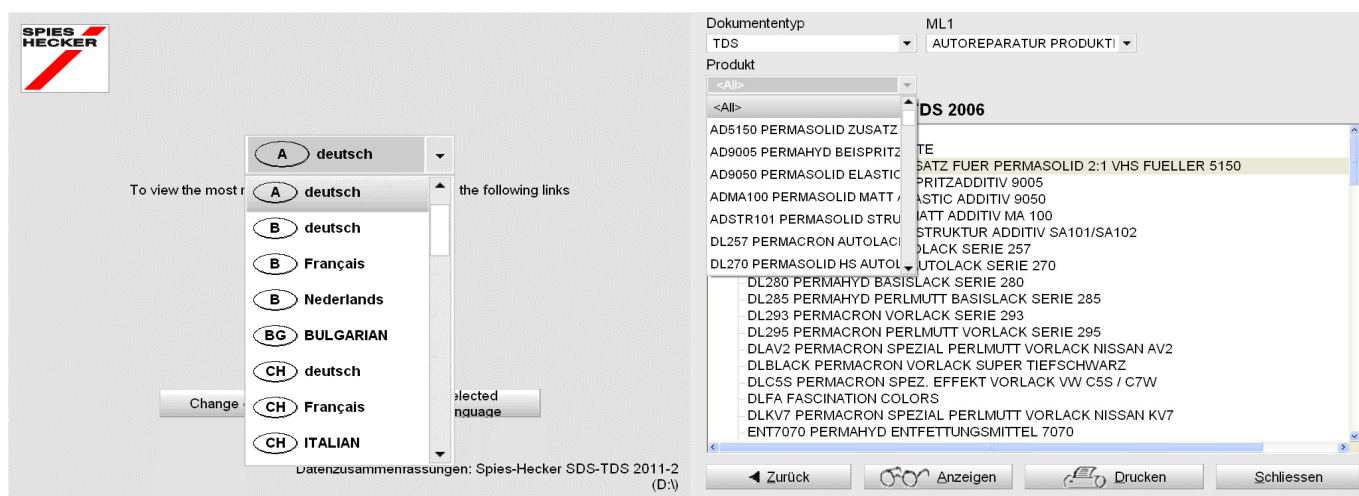 SPIES
HECKER
A deutsch
To view the most
the following links
A deutsch
B deutsch
B Français
B Nederlands
BG BULGARIAN
CH deutsch
CH Français
CH ITALIAN
Change
elected
nguage
Datenzusammenfassungen: Spies-Hecker SDS-TDS 2011-2
(D:\)
Dokumententyp
ML1
TDS
AUTOREPARATUR PRODUKTI
Produkt
<All>
<All>
AD5150 PERMASOLID ZUSATZ
AD9005 PERMAHYD BEISPRITZ
AD9050 PERMASOLID ELASTIC
ADMA100 PERMASOLID MATT
ADSTR101 PERMASOLID STRU
DL257 PERMACRON AUTOLAC
DL270 PERMASOLID HS AUTOL
DS 2006
TE
SATZ FUER PERMASOLID 2:1 VHS FUELLER 5150
PRITZADDITIV 9005
ASTIC ADDITIV 9050
MATT ADDITIV MA 100
STRUKTUR ADDITIV SA101/SA102
OLACK SERIE 257
UTOLACK SERIE 270
DL280 PERMAHYD BASISLACK SERIE 280
DL285 PERMAHYD PERLMUTT BASISLACK SERIE 285
DL293 PERMACRON VORLACK SERIE 293
DL295 PERMACRON PERLMUTT VORLACK SERIE 295
DLAV2 PERMACRON SPEZIAL PERLMUTT VORLACK NISSAN AV2
DLBLACK PERMACRON VORLACK SUPER TIEFSCHWARZ
DLC5S PERMACRON SPEZ. EFFEKT VORLACK VW C5S / C7W
DLFA FASCINATION COLORS
DLKV7 PERMACRON SPEZIAL PERLMUTT VORLACK NISSAN KV7
ENT7070 PERMAHYD ENTFETTUNGSMITTEL 7070
Zurück
Anzeigen
Drucken
Schliessen